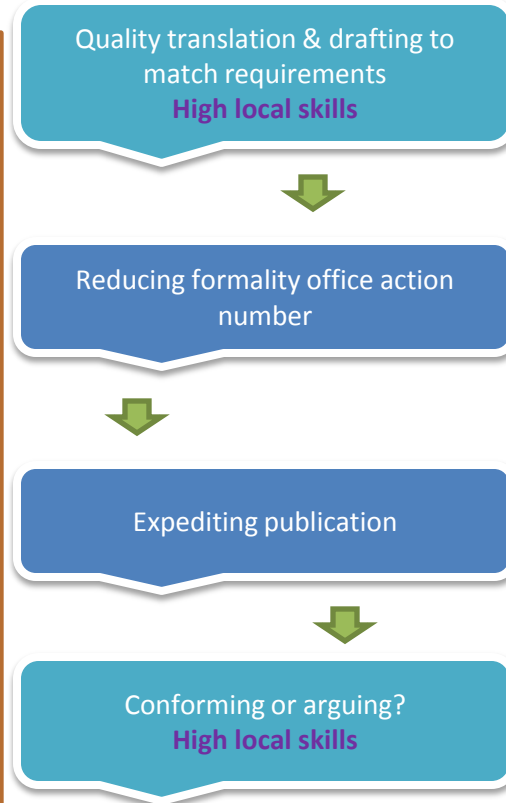 Quality translation & drafting to
match requirements
High local skills
Reducing formality office action
number
Expediting publication
Conforming or arguing?
High local skills